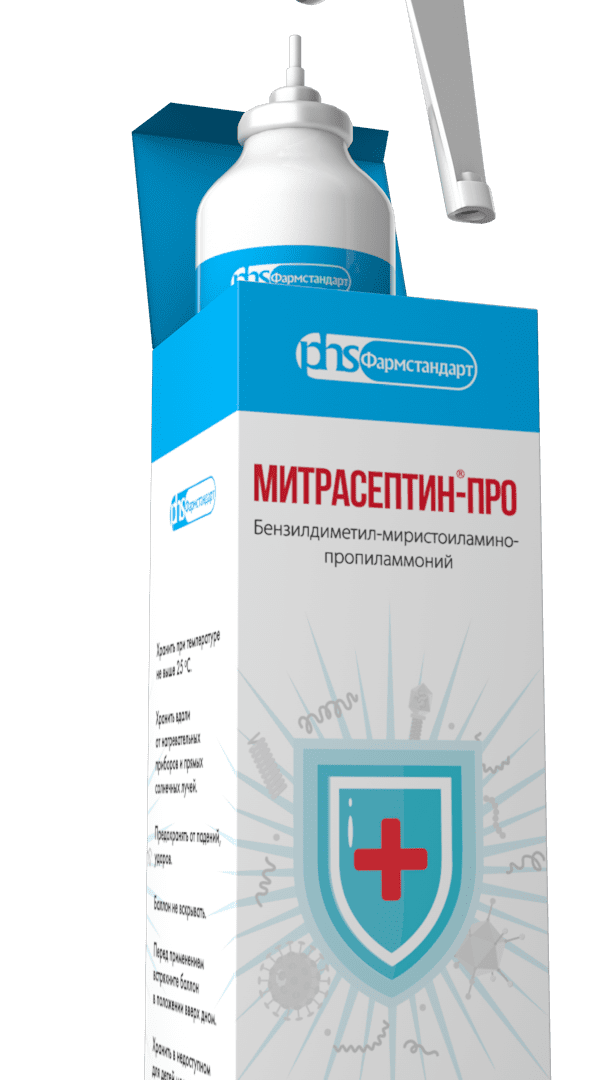 phs Фармстандарт
phs Фармстандарт
МИТРАСЕПТИН®-ПРО
Бензилдиметил-миристоиламино-
пропиламмоний
phs Фармстандарт
Хранить при температуре
не выше 25 °C.
Хранить вдали
от нагревательных
приборов и прямых
солнечных лучей.
Предохранять от падений,
ударов.
Баллон не вскрывать.
Перед применением
встряхните баллон
в положении вверх дном.
Хранить в недоступном
для детей